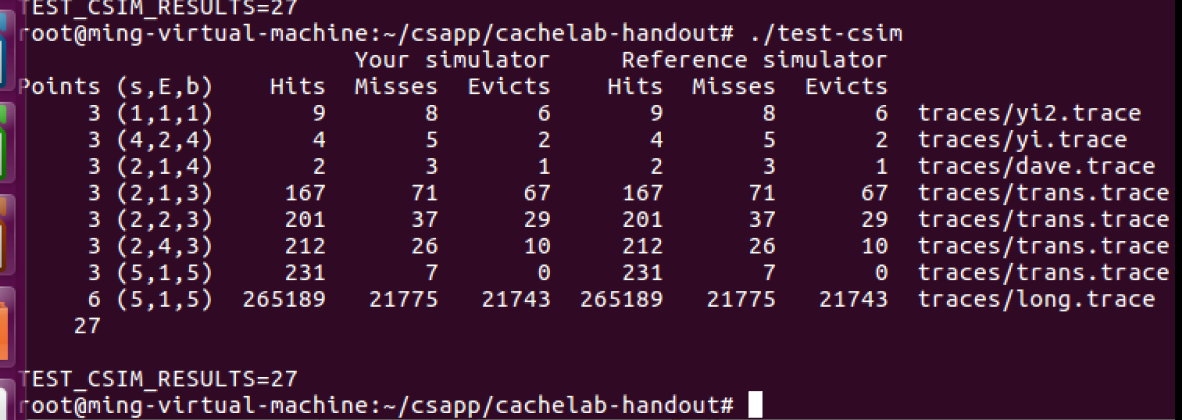 TEST_CSIM_RESULTS=27
root@ming-virtual-machine:~/csapp/cachelab-handout# ./test-csim
Your simulator Reference simulator
Points (s,E,b) Hits Misses Evicts Hits Misses Evicts
3 (1,1,1) 9 8 6 9 8 6 traces/yi2.trace
3 (4,2,4) 4 5 2 4 5 2 traces/yi.trace
3 (2,1,4) 2 3 1 2 3 1 traces/dave.trace
3 (2,1,3) 167 71 67 167 71 67 traces/trans.trace
3 (2,2,3) 201 37 29 201 37 29 traces/trans.trace
3 (2,4,3) 212 26 10 212 26 10 traces/trans.trace
3 (5,1,5) 231 7 0 231 7 0 traces/trans.trace
6 (5,1,5) 265189 21775 21743 265189 21775 21743 traces/long.trace
27
TEST_CSIM_RESULTS=27
root@ming-virtual-machine:~/csapp/cachelab-handout#